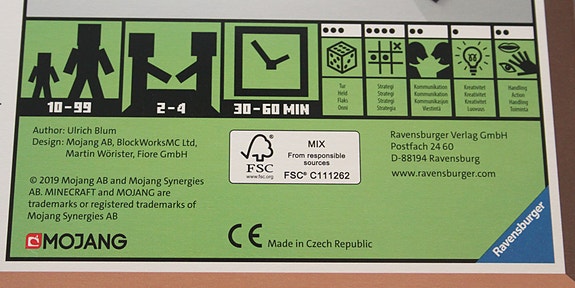 10-99
2-4
30-60 MIN
Tur
Held
Flaks
Onni
Strategi
Strategi
Strategi
Strategia
Kommunikation
Kommunikation
Kommunikasjon
Viestintä
Kreativitet
Kreativitet
Kreativitet
Luovuus
Handling
Action
Handling
Toiminta
Author: Ulrich Blum
Design: Mojang AB, BlockWorksMC Ltd,
Martin Wörister, Fiore GmbH
© 2019 Mojang AB and Mojang Synergies
AB. MINECRAFT and MOJANG are
trademarks or registered trademarks of
Mojang Synergies AB
MOJANG
FSC
www.fsc.org
MIX
From responsible
sources
FSC® C111262
CE Made in Czech Republic
Ravensburger Verlag GmbH
Postfach 24 60
D-88194 Ravensburg
www.ravensburger.com
Ravensburger